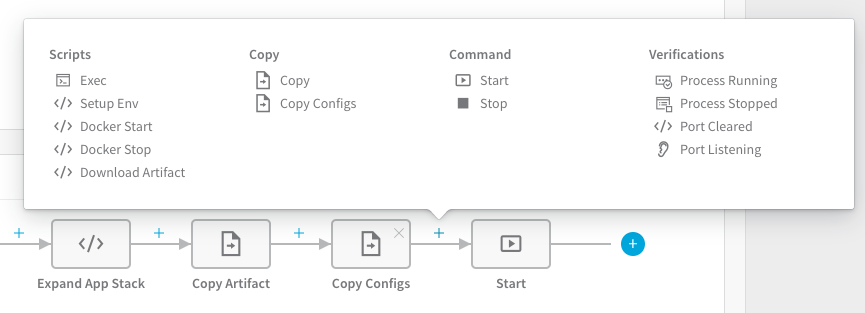 Scripts
Exec
Setup Env
Docker Start
Docker Stop
Download Artifact
Copy
Copy
Copy Configs
Command
Start
Stop
Verifications
Process Running
Process Stopped
Port Cleared
Port Listening
Expand App Stack
Copy Artifact
Copy Configs
Start